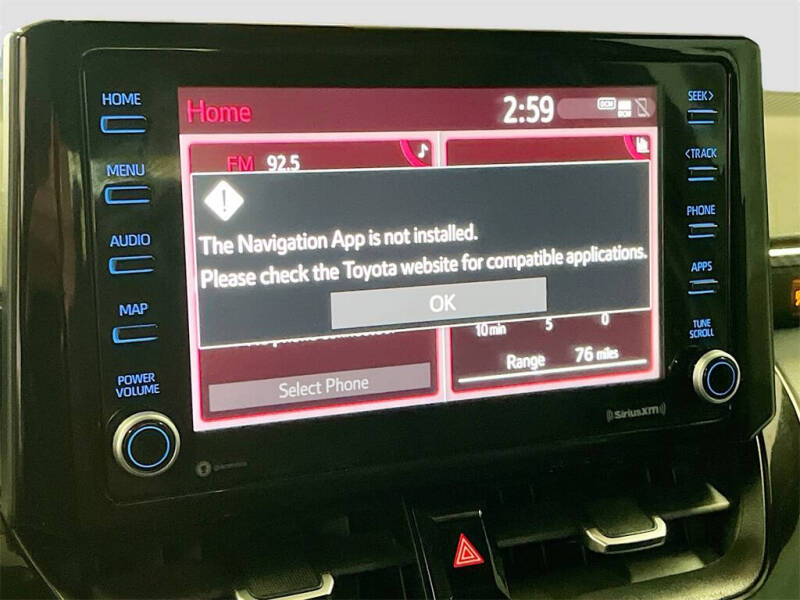 HOME
MENU
AUDIO
MAP
POWER
VOLUME
Home
2:59
DCM
FM 92.5
!
The Navigation App is not installed.
Please check the Toyota website for compatible applications.
OK
10 min 5 0
Range 76 miles
Select Phone
SEEK>
<TRACK
PHONE
APPS
TUNE
SCROLL
SiriusXM